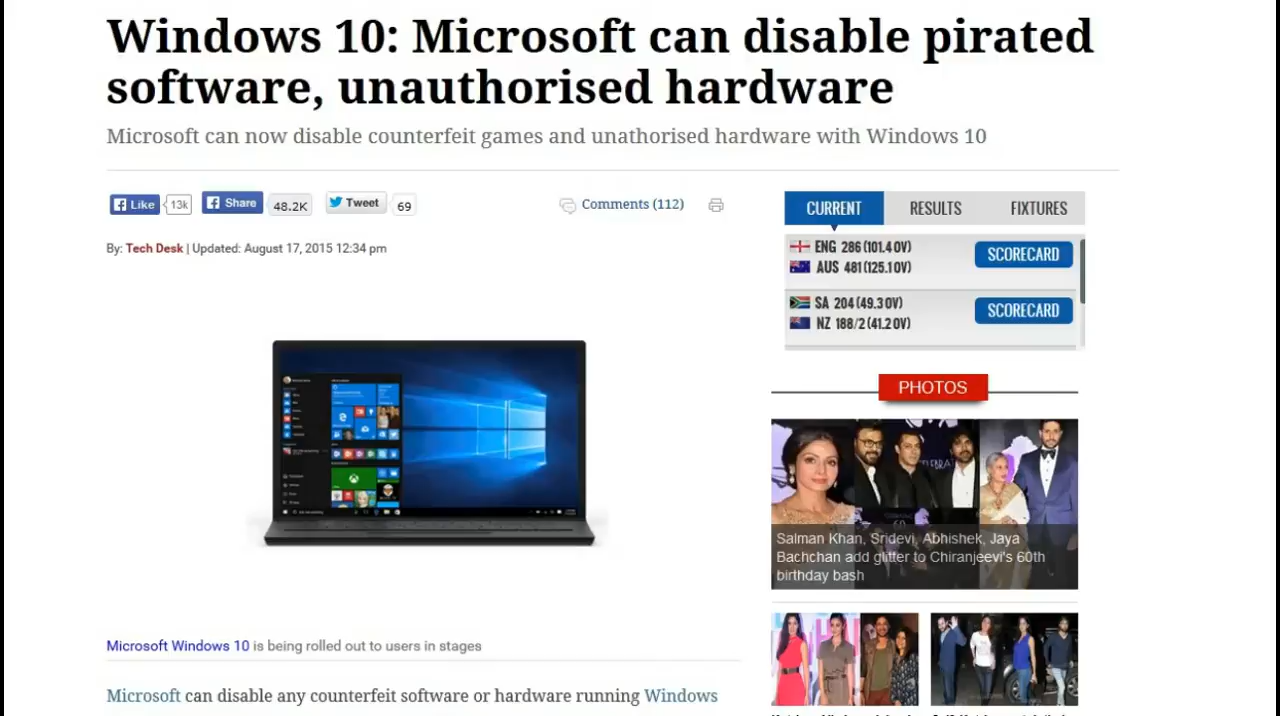 Windows 10: Microsoft can disable pirated
software, unauthorised hardware
Microsoft can now disable counterfeit games and unathorised hardware with Windows 10
Like 13k Share 48.2K Tweet 69 Comments (112)
By: Tech Desk | Updated: August 17, 2015 12:34 pm
Microsoft Windows 10 is being rolled out to users in stages
Microsoft can disable any counterfeit software or hardware running Windows
CURRENT RESULTS FIXTURES
ENG 286 (101.4 OV)
AUS 481 (125.1 OV)
SCORECARD
SA 204 (49.3 OV)
NZ 188/2 (41.2 OV)
SCORECARD
PHOTOS
Salman Khan, Sridevi, Abhishek, Jaya
Bachchan add glitter to Chiranjeevi's 60th
birthday bash